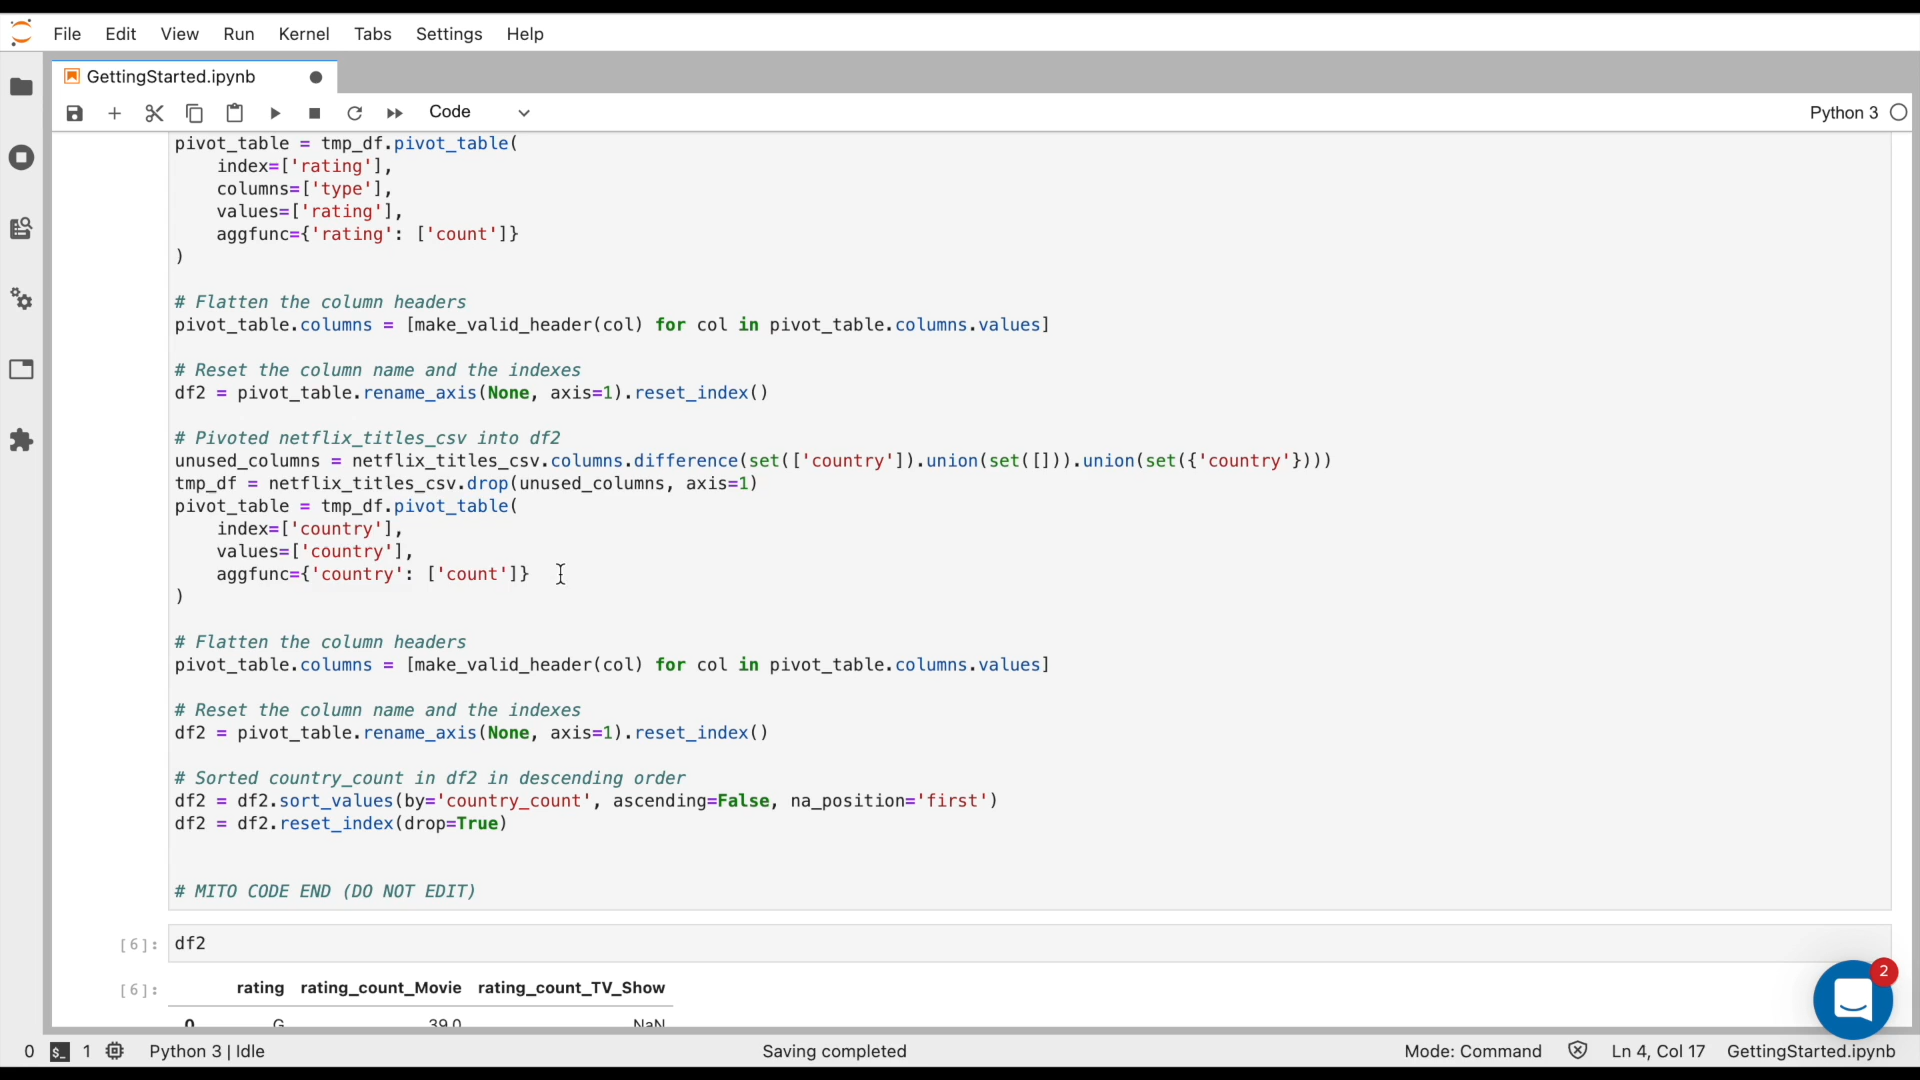 File Edit View Run Kernel Tabs Settings Help
GettingStarted.ipynb
Code
Python 3
pivot_table = tmp_df.pivot_table(
    index=['rating'],
    columns=['type'],
    values=['rating'],
    aggfunc={'rating': ['count']}
)
# Flatten the column headers
pivot_table.columns = [make_valid_header(col) for col in pivot_table.columns.values]
# Reset the column name and the indexes
df2 = pivot_table.rename_axis(None, axis=1).reset_index()
# Pivoted netflix_titles_csv into df2
unused_columns = netflix_titles_csv.columns.difference(set(['country']).union(set([])).union(set({'country'})))
tmp_df = netflix_titles_csv.drop(unused_columns, axis=1)
pivot_table = tmp_df.pivot_table(
    index=['country'],
    values=['country'],
    aggfunc={'country': ['count']}
)
# Flatten the column headers
pivot_table.columns = [make_valid_header(col) for col in pivot_table.columns.values]
# Reset the column name and the indexes
df2 = pivot_table.rename_axis(None, axis=1).reset_index()
# Sorted country_count in df2 in descending order
df2 = df2.sort_values(by='country_count', ascending=False, na_position='first')
df2 = df2.reset_index(drop=True)
# MITO CODE END (DO NOT EDIT)
[6]: df2
[6]: rating rating_count_Movie rating_count_TV_Show
0 G 39.0 NaN
2
0 $_ 1 Python 3 | Idle Saving completed Mode: Command Ln 4, Col 17 GettingStarted.ipynb